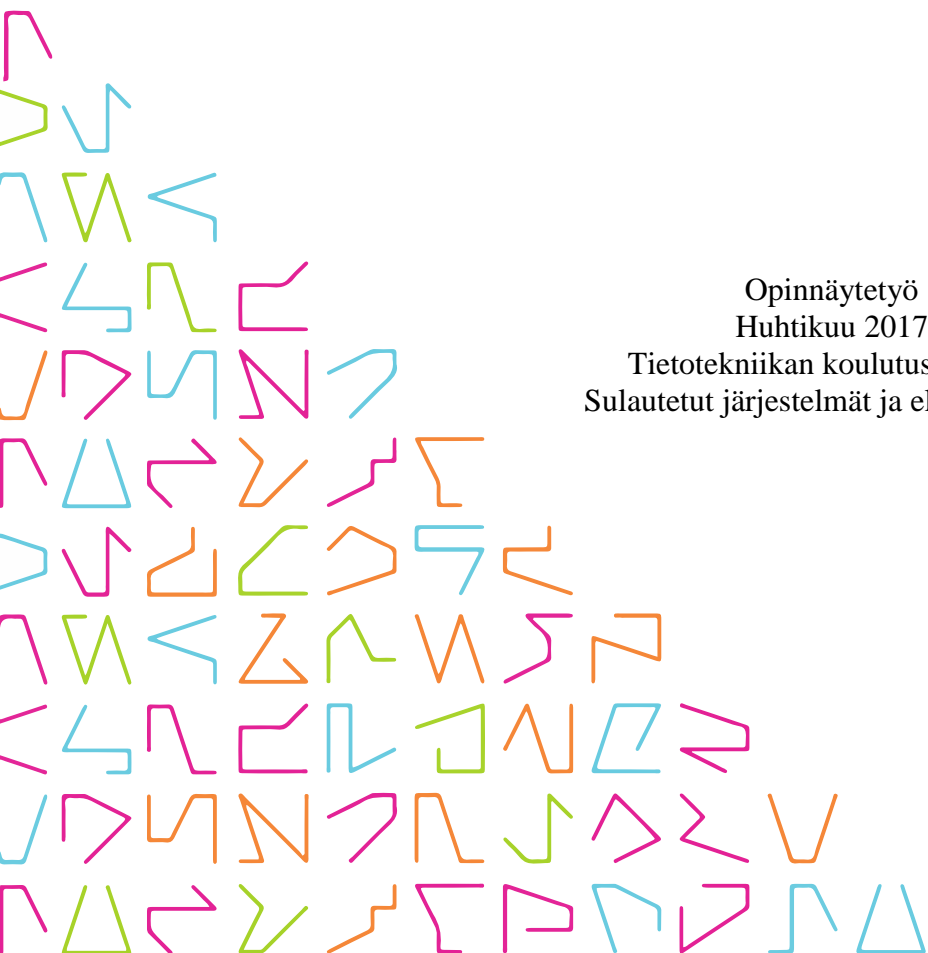 Opinnäytetyö
Huhtikuu 2017
Tietotekniikan
Sulautetut järjestelmät ja